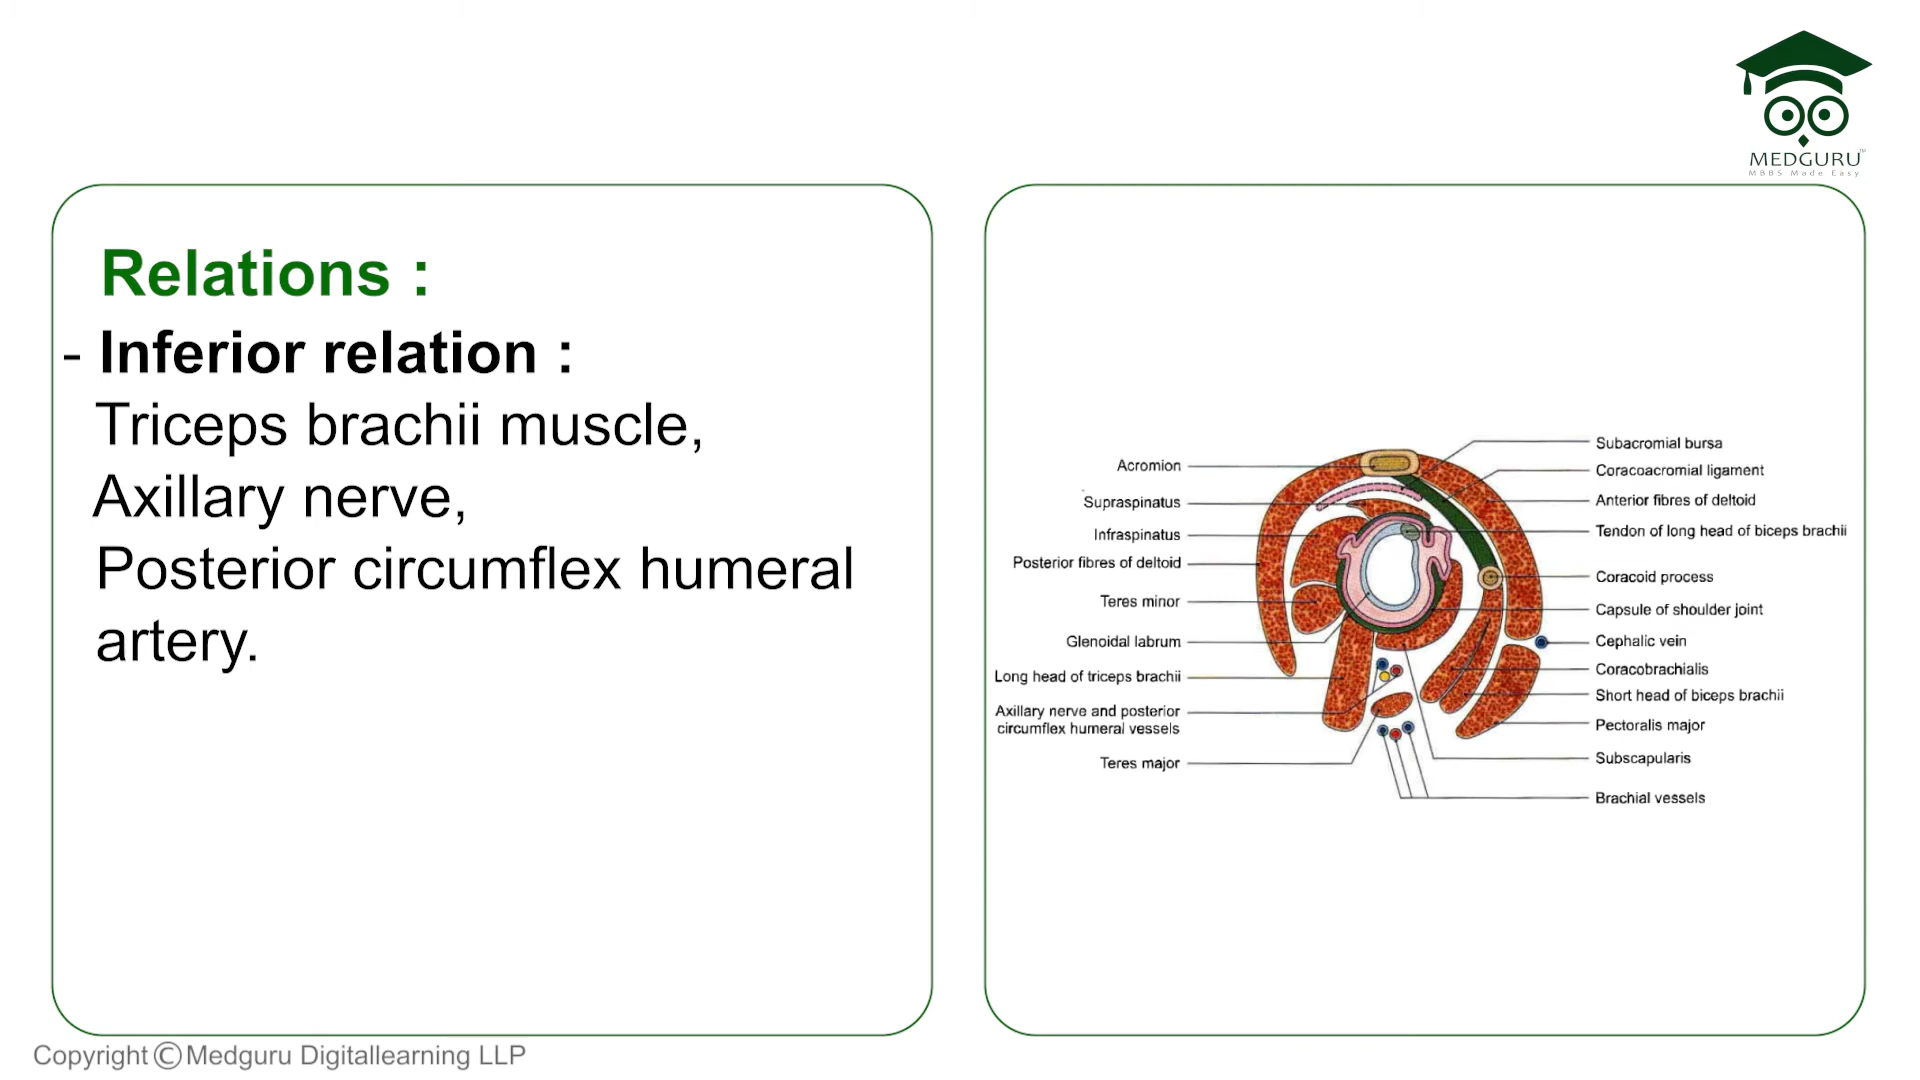 MEDGURU™
MBBS Made Easy
Relations :
- Inferior relation :
Triceps brachii muscle,
Axillary nerve,
Posterior circumflex humeral
artery.
Acromion
Supraspinatus
Infraspinatus
Posterior fibres of deltoid
Teres minor
Glenoidal labrum
Long head of triceps brachii
Axillary nerve and posterior
circumflex humeral vessels
Teres major
Subacromial bursa
Coracoacromial ligament
Anterior fibres of deltoid
Tendon of long head of biceps brachii
Coracoid process
Capsule of shoulder joint
Cephalic vein
Coracobrachialis
Short head of biceps brachii
Pectoralis major
Subscapularis
Brachial vessels
Copyright © Medguru Digitallearning LLP